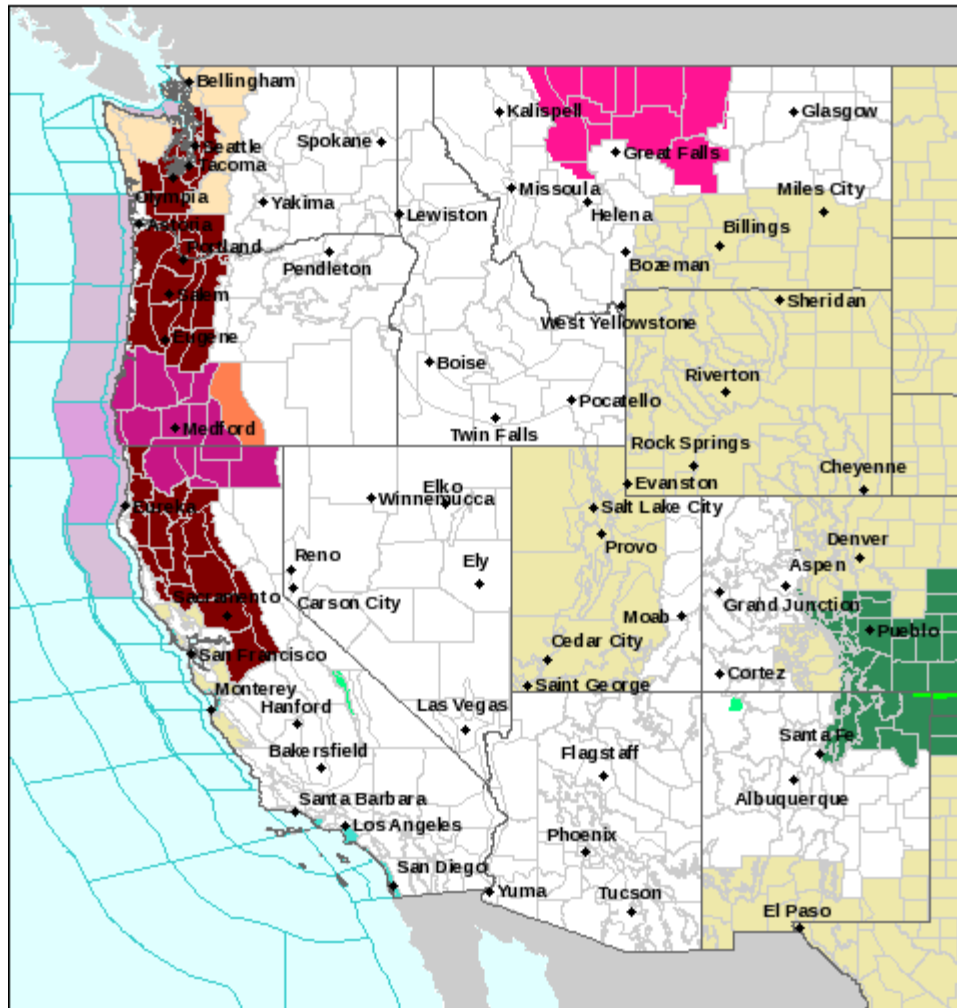 Bellingham
Kalispell
Glasgow
Seattle
Spokane
Great Falls
Tacoma
Missoula
Miles City
Olympia
Yakima
Lewiston
Helena
Astoria
Billings
Portland
Pendleton
Bozeman
Salem
Sheridan
West Yellowstone
Eugene
Boise
Riverton
Pocatello
Medford
Twin Falls
Rock Springs
Cheyenne
Elko
Evanston
Winnemucca
Eureka
Salt Lake City
Provo
Denver
Reno
Ely
Aspen
Sacramento
Carson City
Moab
Grand Junction
Pueblo
San Francisco
Cedar City
Cortez
Saint George
Monterey
Hanford
Las Vegas
Santa Fe
Bakersfield
Flagstaff
Albuquerque
Santa Barbara
Los Angeles
Phoenix
San Diego
Yuma
Tucson
El Paso